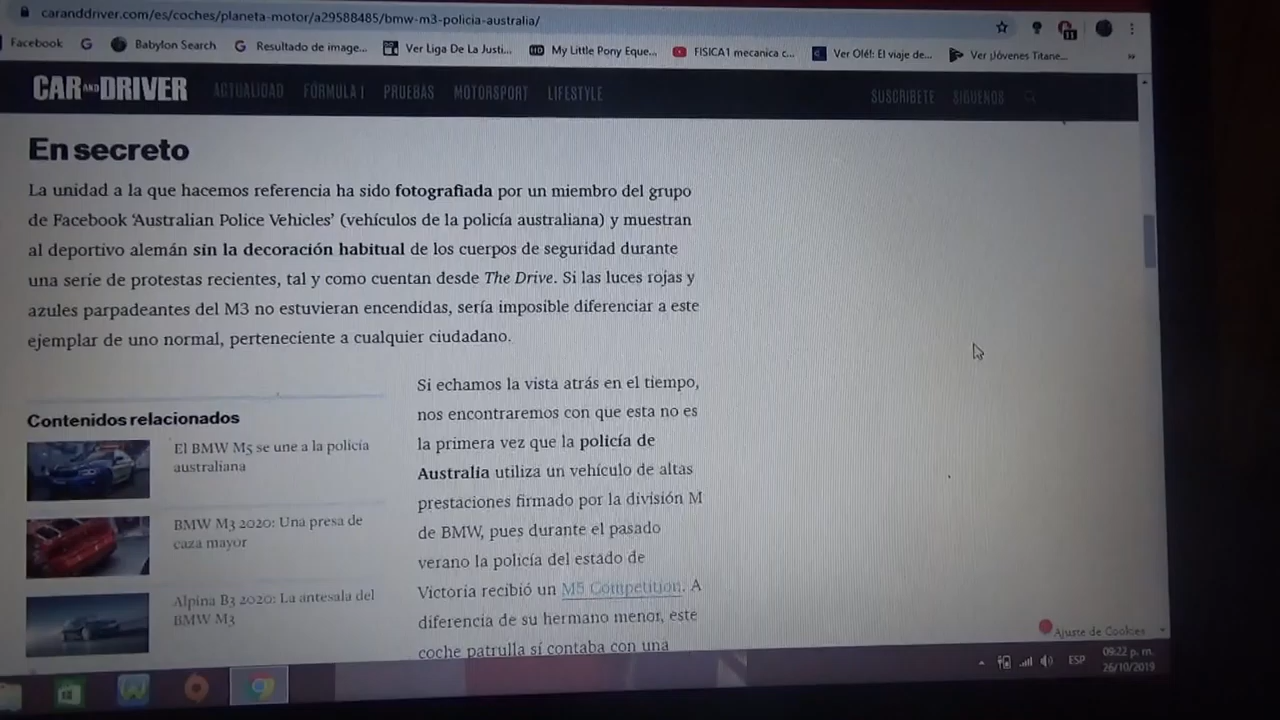 caranddriver.com/es/coches/planeta-motor/a29588485/bmw-m3-policia-australia/
11
Facebook
Babylon Search
Resultado de image...
Ver Liga De La Justi...
My Little Pony Eque...
FISICA1 mecanica c...
Ver Olé!: El viaje de...
Ver ¡Jóvenes Titane...
»
CAR AND DRIVER
ACTUALIDAD FÓRMULA 1 PRUEBAS MOTORSPORT LIFESTYLE
SUSCRÍBETE SÍGUENOS
En secreto
La unidad a la que hacemos referencia ha sido fotografiada por un miembro del grupo
de Facebook ‘Australian Police Vehicles’ (vehículos de la policía australiana) y muestran
al deportivo alemán sin la decoración habitual de los cuerpos de seguridad durante
una serie de protestas recientes, tal y como cuentan desde The Drive. Si las luces rojas y
azules parpadeantes del M3 no estuvieran encendidas, sería imposible diferenciar a este
ejemplar de uno normal, perteneciente a cualquier ciudadano.
Contenidos relacionados
El BMW M5 se une a la policía
australiana
BMW M3 2020: Una presa de
caza mayor
Alpina B3 2020: La antesala del
BMW M3
Si echamos la vista atrás en el tiempo,
nos encontraremos con que esta no es
la primera vez que la policía de
Australia utiliza un vehículo de altas
prestaciones firmado por la división M
de BMW, pues durante el pasado
verano la policía del estado de
Victoria recibió un M5 Competition. A
diferencia de su hermano menor, este
coche patrulla sí contaba con una
Ajuste de Cookies
ESP
09:22 p. m.
26/10/2019